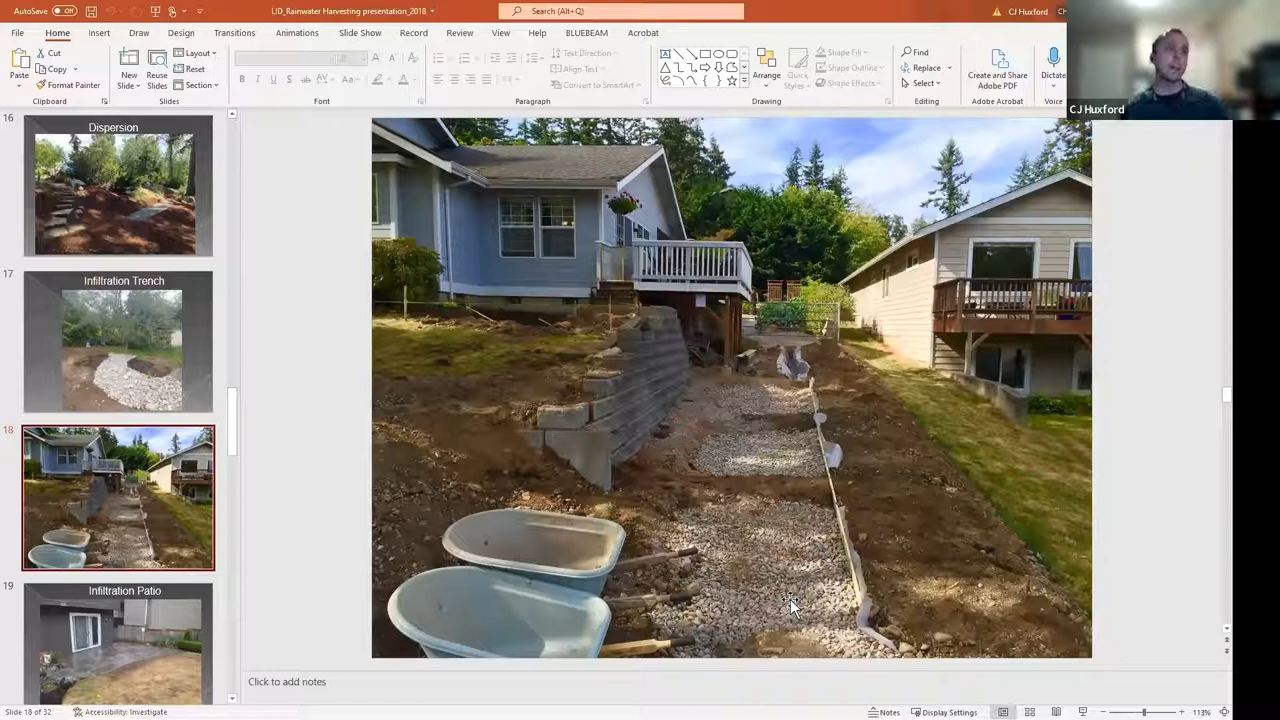 AutoSave Off
LID_Rainwater Harvesting presentation_2018
Search (Alt+Q)
CJ Huxford
File Home Insert Draw Design Transitions Animations Slide Show Record Review View Help BLUEBEAM Acrobat
Paste
Cut
Copy
Format Painter
Clipboard
New
Slide
Reuse
Slides
Layout
Reset
Section
Slides
Font
Text Direction
Align Text
Convert to SmartArt
Paragraph
Arrange
Quick
Styles
Shape Fill
Shape Outline
Shape Effects
Drawing
Find
Replace
Select
Editing
Create and Share
Adobe PDF
Adobe Acrobat
Dictate
Voice
CJ Huxford
16
Dispersion
17
Infiltration Trench
18
19
Infiltration Patio
Click to add notes
Slide 18 of 32
Accessibility: Investigate
Notes
Display Settings
113%